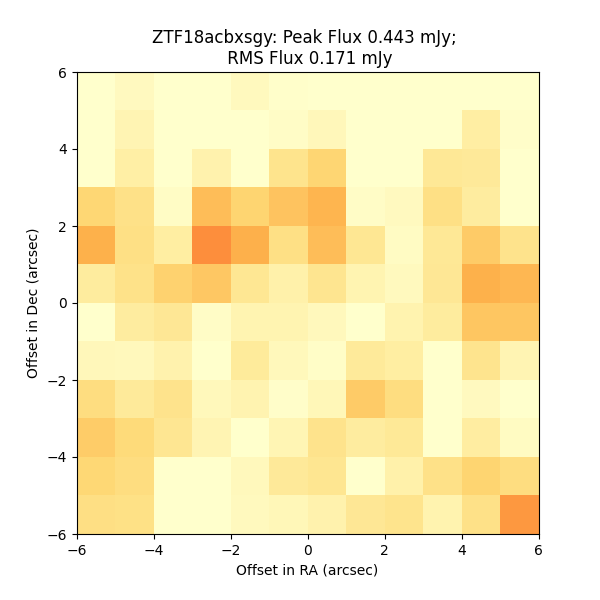 ZTF18acbxsgy: Peak Flux 0.443 mJy;
RMS Flux 0.171 mJy
6
4
2
0
−2
−4
−6
Offset in Dec (arcsec)
−6 −4 −2 0 2 4 6
Offset in RA (arcsec)